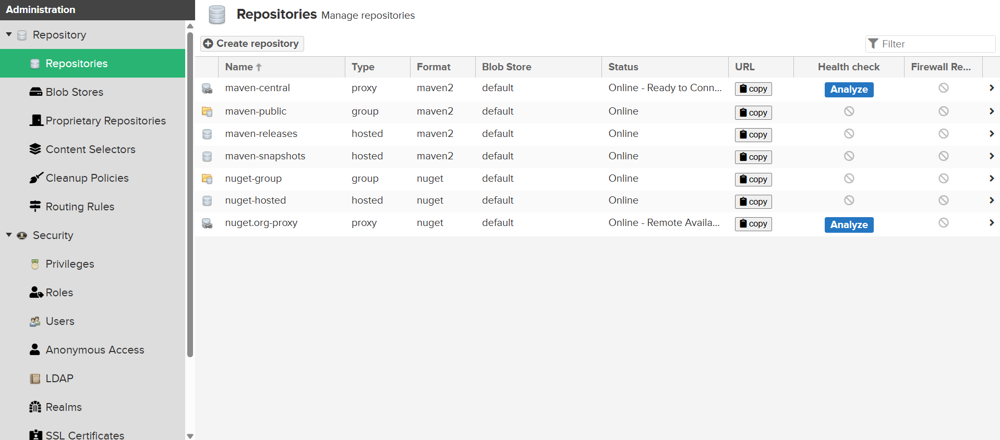 Administration
Repository
Repositories
Blob Stores
Proprietary Repositories
Content Selectors
Cleanup Policies
Routing Rules
Security
Privileges
Roles
Users
Anonymous Access
LDAP
Realms
SSL Certificates
Repositories Manage repositories
Create repository
Filter
Name Type Format Blob Store Status URL Health check Firewall Re...
maven-central proxy maven2 default Online - Ready to Conn... copy Analyze
maven-public group maven2 default Online copy
maven-releases hosted maven2 default Online copy
maven-snapshots hosted maven2 default Online copy
nuget-group group nuget default Online copy
nuget-hosted hosted nuget default Online copy
nuget.org-proxy proxy nuget default Online - Remote Availa... copy Analyze